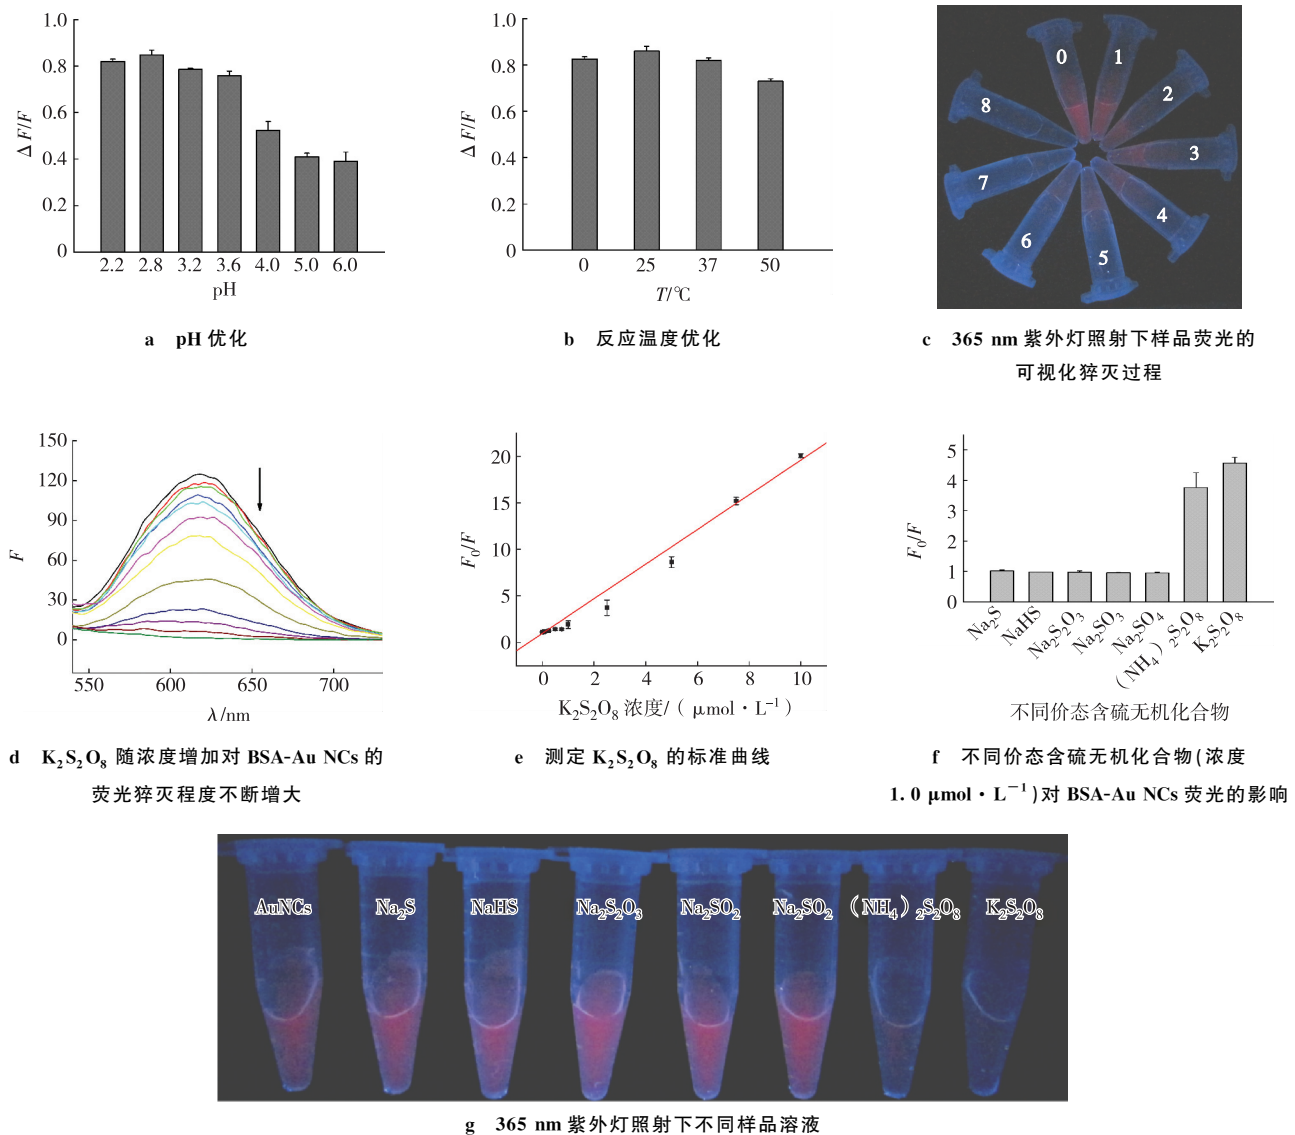 1.0
0.8
0.6
0.4
0.2
0
ΔF/F
2.2 2.8 3.2 3.6 4.0 5.0 6.0
pH
a pH 优化
1.0
0.8
0.6
0.4
0.2
0
ΔF/F
0 25 37 50
T/℃
b 反应温度优化
0 1 2 3 4 5 6 7 8
c 365 nm 紫外灯照射下样品荧光的
可视化猝灭过程
150
120
90
60
30
0
F
550 600 650 700
λ/nm
d K₂S₂O₈ 随浓度增加对 BSA-Au NCs 的
荧光猝灭程度不断增大
20
15
10
5
0
F₀/F
0 2 4 6 8 10
K₂S₂O₈ 浓度/(μmol·L⁻¹)
e 测定 K₂S₂O₈ 的标准曲线
5
4
3
2
1
0
F₀/F
Na₂S NaHS Na₂S₂O₃ Na₂SO₃ Na₂SO₄ (NH₄)₂S₂O₈ K₂S₂O₈
不同价态含硫无机化合物
f 不同价态含硫无机化合物(浓度
1.0 μmol·L⁻¹)对 BSA-Au NCs 荧光的影响
AuNCs Na₂S NaHS Na₂S₂O₃ Na₂SO₂ Na₂SO₂ (NH₄)₂S₂O₈ K₂S₂O₈
g 365 nm 紫外灯照射下不同样品溶液